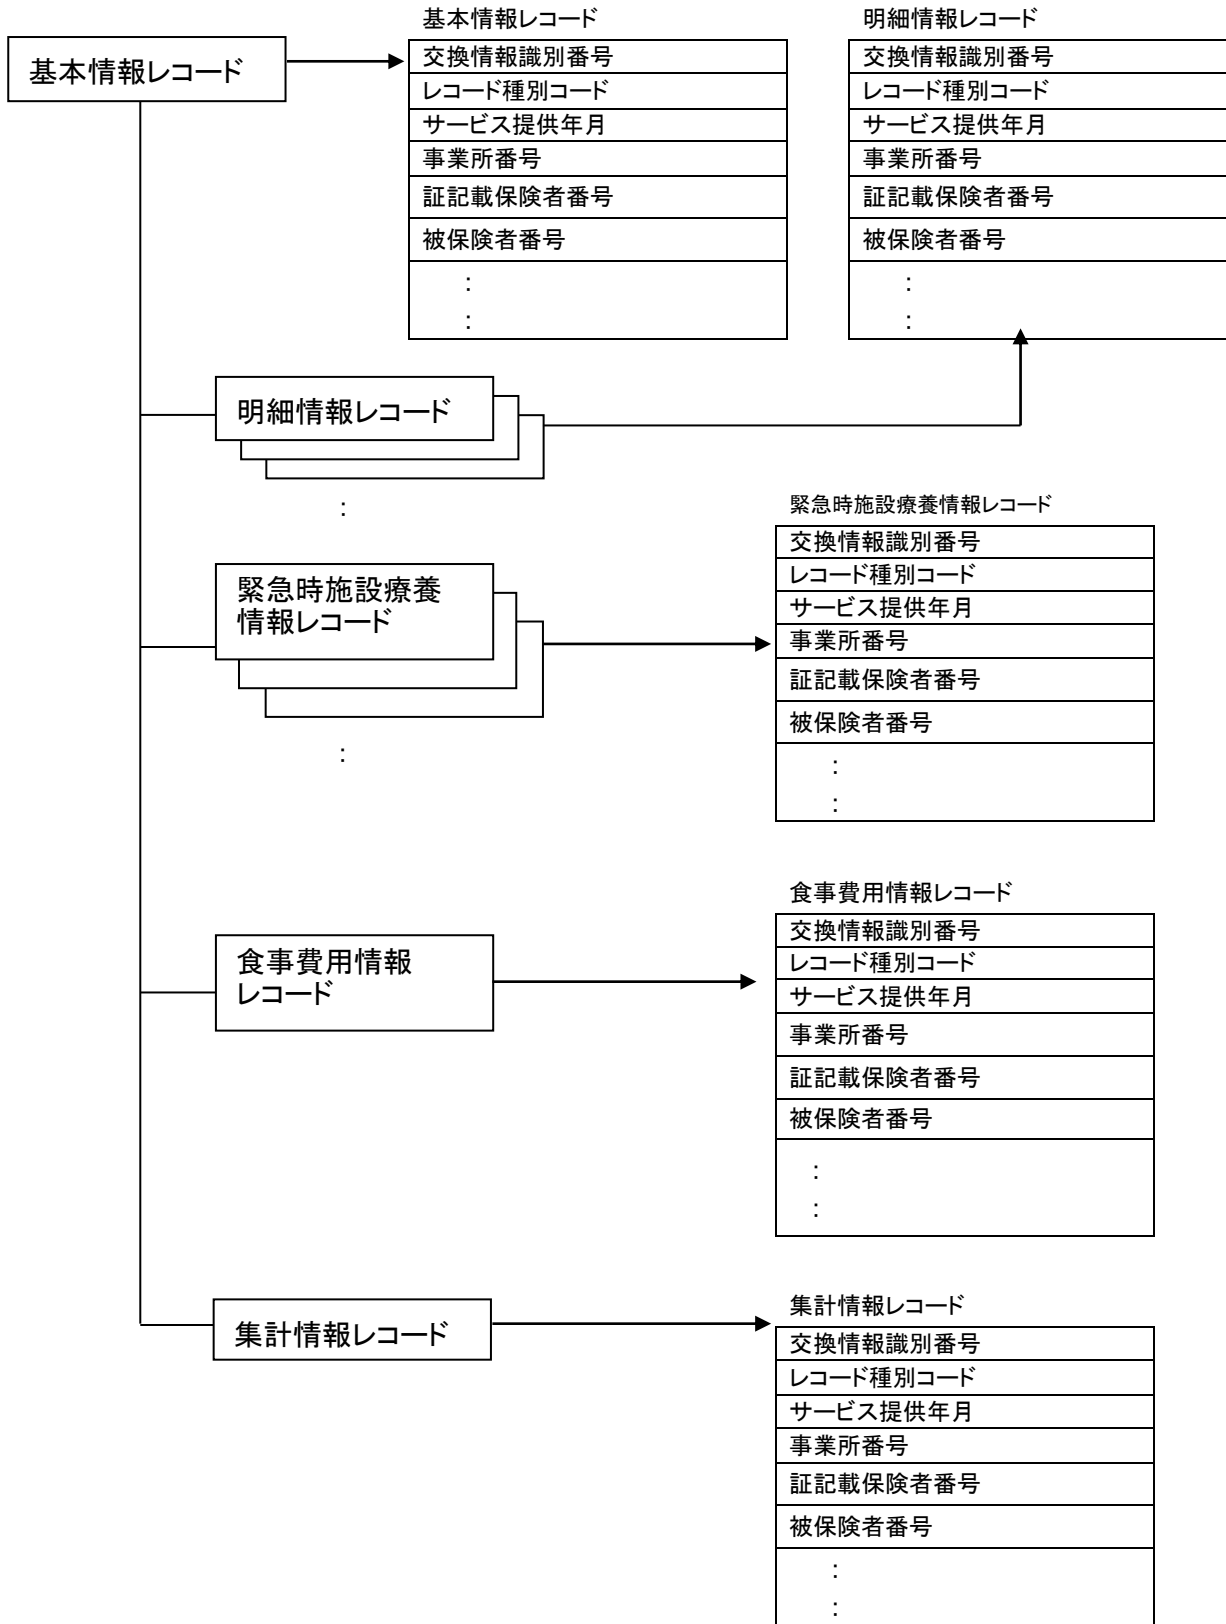 基本情報レコード
基本情報レコード
交換情報識別番号
レコード種別コード
サービス提供年月
事業所番号
証記載保険者番号
被保険者番号
：
：
明細情報レコード
交換情報識別番号
レコード種別コード
サービス提供年月
事業所番号
証記載保険者番号
被保険者番号
：
：
明細情報レコード
：
緊急時施設療養
情報レコード
：
緊急時施設療養情報レコード
交換情報識別番号
レコード種別コード
サービス提供年月
事業所番号
証記載保険者番号
被保険者番号
：
：
食事費用情報
レコード
食事費用情報レコード
交換情報識別番号
レコード種別コード
サービス提供年月
事業所番号
証記載保険者番号
被保険者番号
：
：
集計情報レコード
集計情報レコード
交換情報識別番号
レコード種別コード
サービス提供年月
事業所番号
証記載保険者番号
被保険者番号
：
：